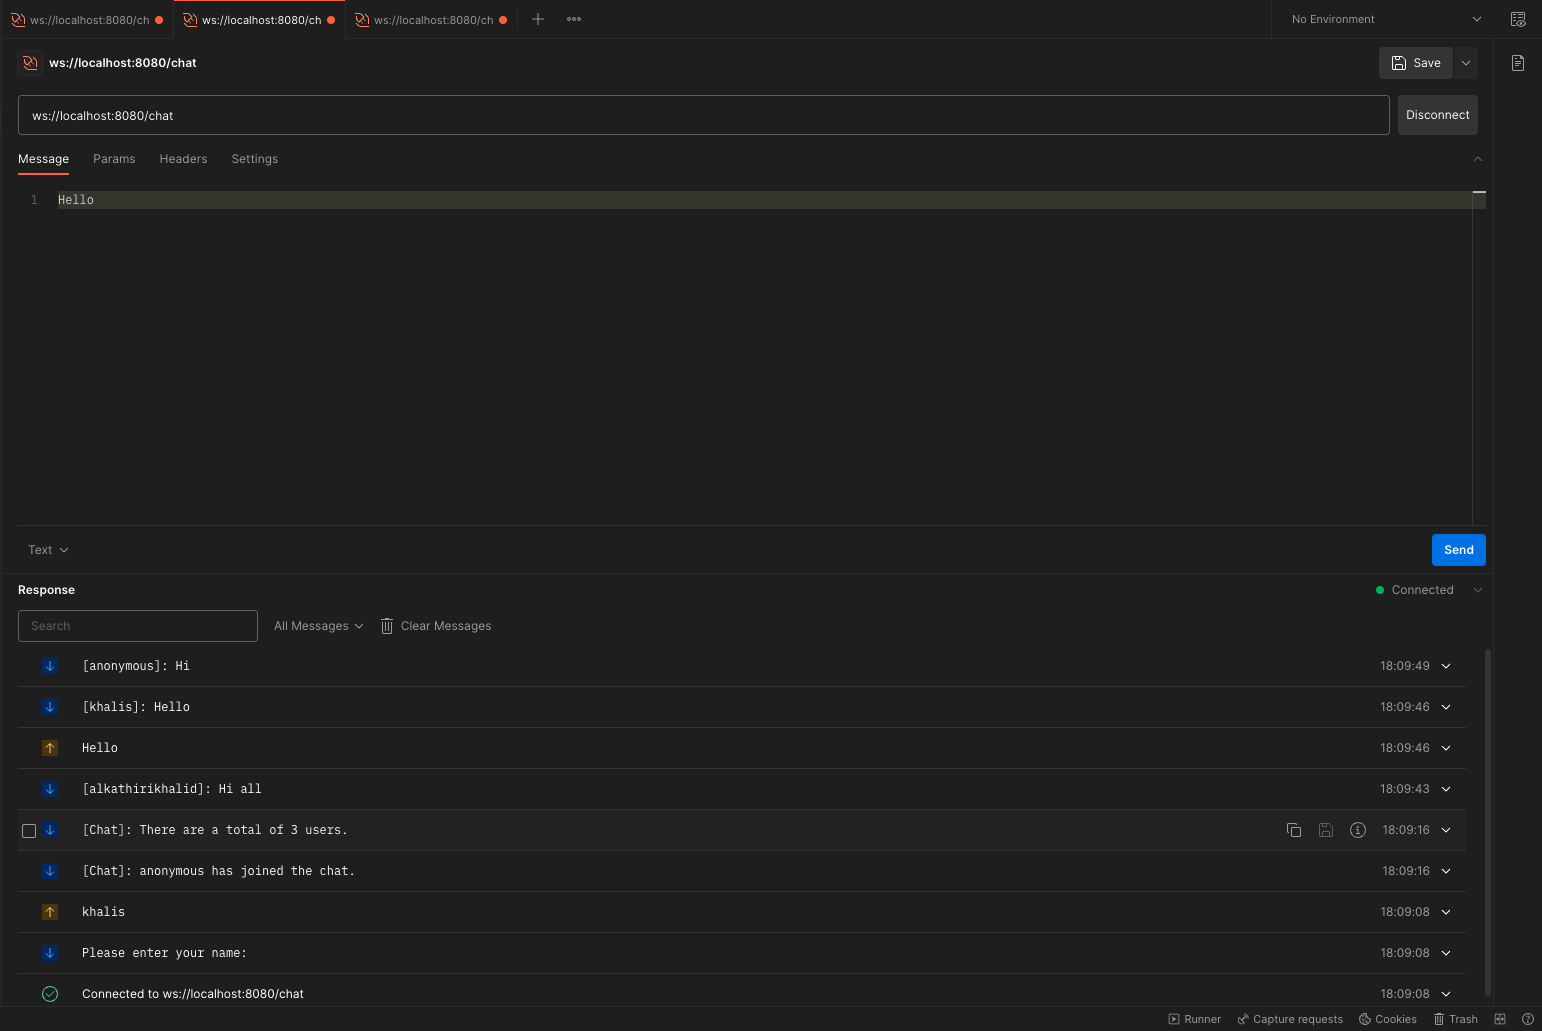 ws://localhost:8080/ch
ws://localhost:8080/ch
ws://localhost:8080/ch
No Environment
ws://localhost:8080/chat
Save
ws://localhost:8080/chat
Disconnect
Message Params Headers Settings
1 Hello
Text
Send
Response
Connected
Search
All Messages
Clear Messages
[anonymous]: Hi 18:09:49
[khalis]: Hello 18:09:46
Hello 18:09:46
[alkathirikhalid]: Hi all 18:09:43
[Chat]: There are a total of 3 users. 18:09:16
[Chat]: anonymous has joined the chat. 18:09:16
khalis 18:09:08
Please enter your name: 18:09:08
Connected to ws://localhost:8080/chat 18:09:08
Runner Capture requests Cookies Trash